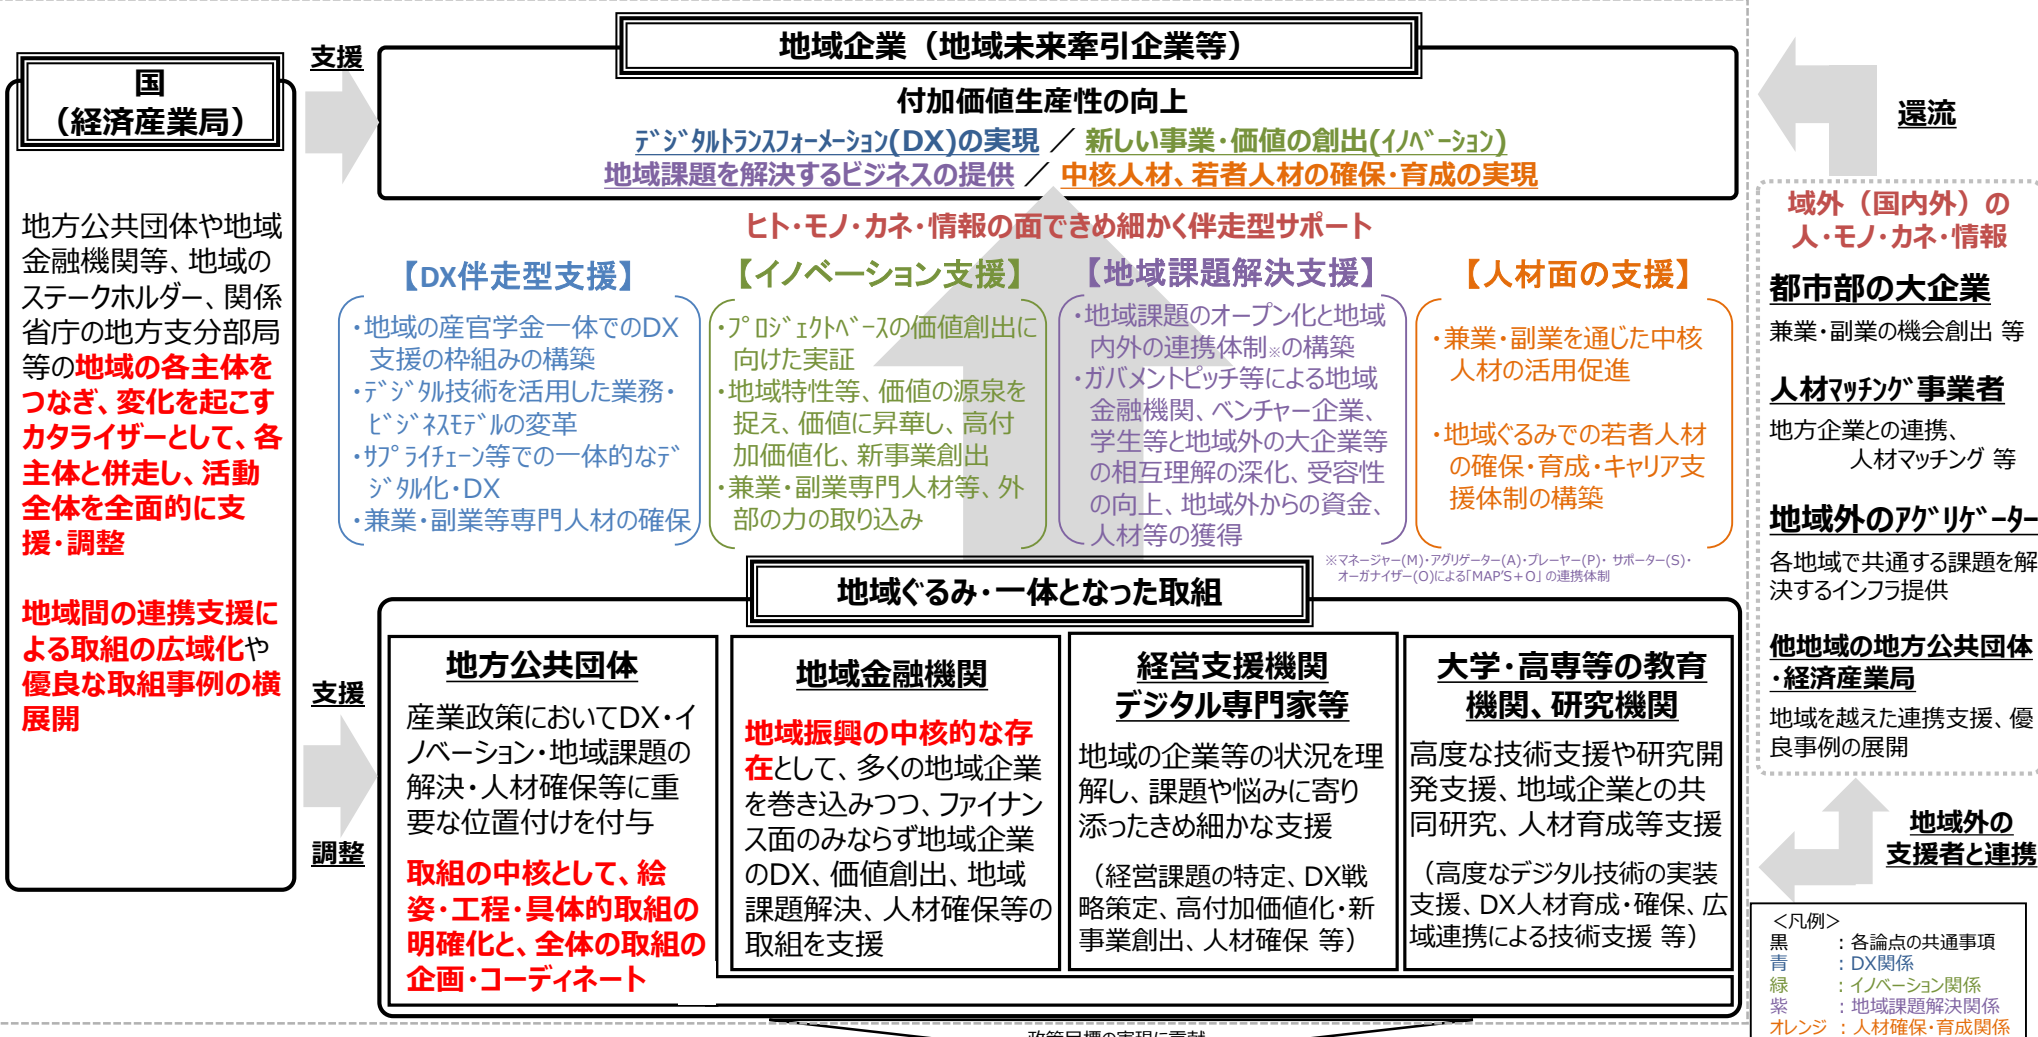 国
（経済産業局）
地方公共団体や地域
金融機関等、地域の
ステークホルダー、関係
省庁の地方支分部局
等の地域の各主体を
つなぎ、変化を起こす
カタライザーとして、各
主体と併走し、活動
全体を全面的に支
援・調整
地域間の連携支援に
よる取組の広域化や
優良な取組事例の横
展開
支援
支援
調整
地域企業（地域未来牽引企業等）
付加価値生産性の向上
ﾃﾞｼﾞﾀﾙﾄﾗﾝｽﾌｫｰﾒｰｼｮﾝ(DX)の実現 ／ 新しい事業・価値の創出(ｲﾉﾍﾞｰｼｮﾝ)
地域課題を解決するビジネスの提供 ／ 中核人材、若者人材の確保・育成の実現
ヒト・モノ・カネ・情報の面できめ細かく伴走型サポート
【DX伴走型支援】
・地域の産官学金一体でのDX
支援の枠組みの構築
・ﾃﾞｼﾞﾀﾙ技術を活用した業務・
ﾋﾞｼﾞﾈｽﾓﾃﾞﾙの変革
・ｻﾌﾟﾗｲﾁｪｰﾝ等での一体的なﾃﾞ
ｼﾞﾀﾙ化・DX
・兼業・副業等専門人材の確保
【イノベーション支援】
・ﾌﾟﾛｼﾞｪｸﾄﾍﾞｰｽの価値創出に
向けた実証
・地域特性等、価値の源泉を
捉え、価値に昇華し、高付
加価値化、新事業創出
・兼業・副業専門人材等、外
部の力の取り込み
【地域課題解決支援】
・地域課題のオープン化と地域
内外の連携体制※の構築
・ガバメントピッチ等による地域
金融機関、ベンチャー企業、
学生等と地域外の大企業等
の相互理解の深化、受容性
の向上、地域外からの資金、
人材等の獲得
【人材面の支援】
・兼業・副業を通じた中核
人材の活用促進
・地域ぐるみでの若者人材
の確保・育成・キャリア支
援体制の構築
※マネージャー(M)・アグリゲーター(A)・プレーヤー(P)・ サポーター(S)・
オーガナイザー(O)による「MAP'S+O」の連携体制
地域ぐるみ・一体となった取組
地方公共団体
産業政策においてDX・イ
ノベーション・地域課題の
解決・人材確保等に重
要な位置付けを付与
取組の中核として、絵
姿・工程・具体的取組の
明確化と、全体の取組の
企画・コーディネート
地域金融機関
地域振興の中核的な存
在として、多くの地域企業
を巻き込みつつ、ファイナン
ス面のみならず地域企業
のDX、価値創出、地域
課題解決、人材確保等の
取組を支援
経営支援機関
デジタル専門家等
地域の企業等の状況を理
解し、課題や悩みに寄り
添ったきめ細かな支援
（経営課題の特定、DX戦
略策定、高付加価値化・新
事業創出、人材確保 等）
大学・高専等の教育
機関、研究機関
高度な技術支援や研究開
発支援、地域企業との共
同研究、人材育成等支援
（高度なデジタル技術の実装
支援、DX人材育成・確保、広
域連携による技術支援 等）
還流
域外（国内外）の
人・モノ・カネ・情報
都市部の大企業
兼業・副業の機会創出 等
人材ﾏｯﾁﾝｸﾞ事業者
地方企業との連携、
人材マッチング 等
地域外のｱｸﾞﾘｹﾞｰﾀｰ
各地域で共通する課題を解
決するインフラ提供
他地域の地方公共団体
・経済産業局
地域を越えた連携支援、優
良事例の展開
地域外の
支援者と連携
＜凡例＞
黒 ：各論点の共通事項
青 ：DX関係
緑 ：イノベーション関係
紫 ：地域課題解決関係
オレンジ ：人材確保・育成関係